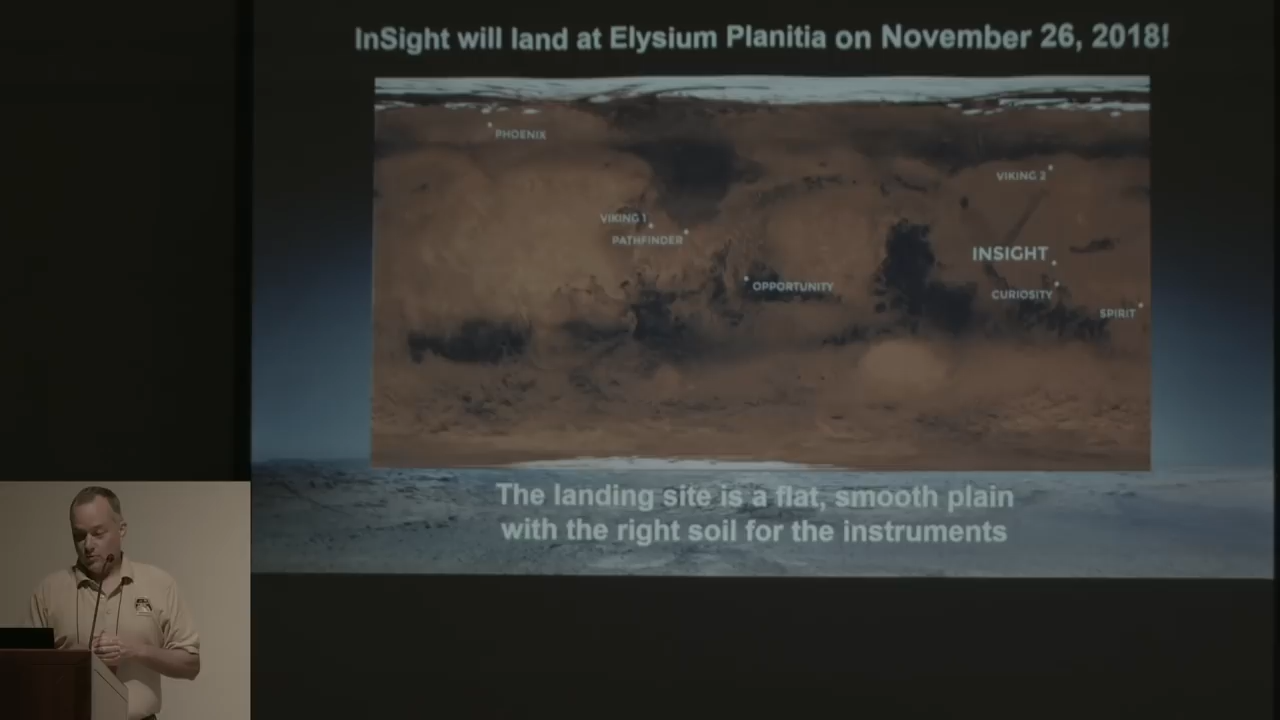 InSight will land at Elysium Planitia on November 26, 2018!
PHOENIX
VIKING 2
VIKING 1
PATHFINDER
INSIGHT
OPPORTUNITY
CURIOSITY
SPIRIT
The landing site is a flat, smooth plain
with the right soil for the instruments